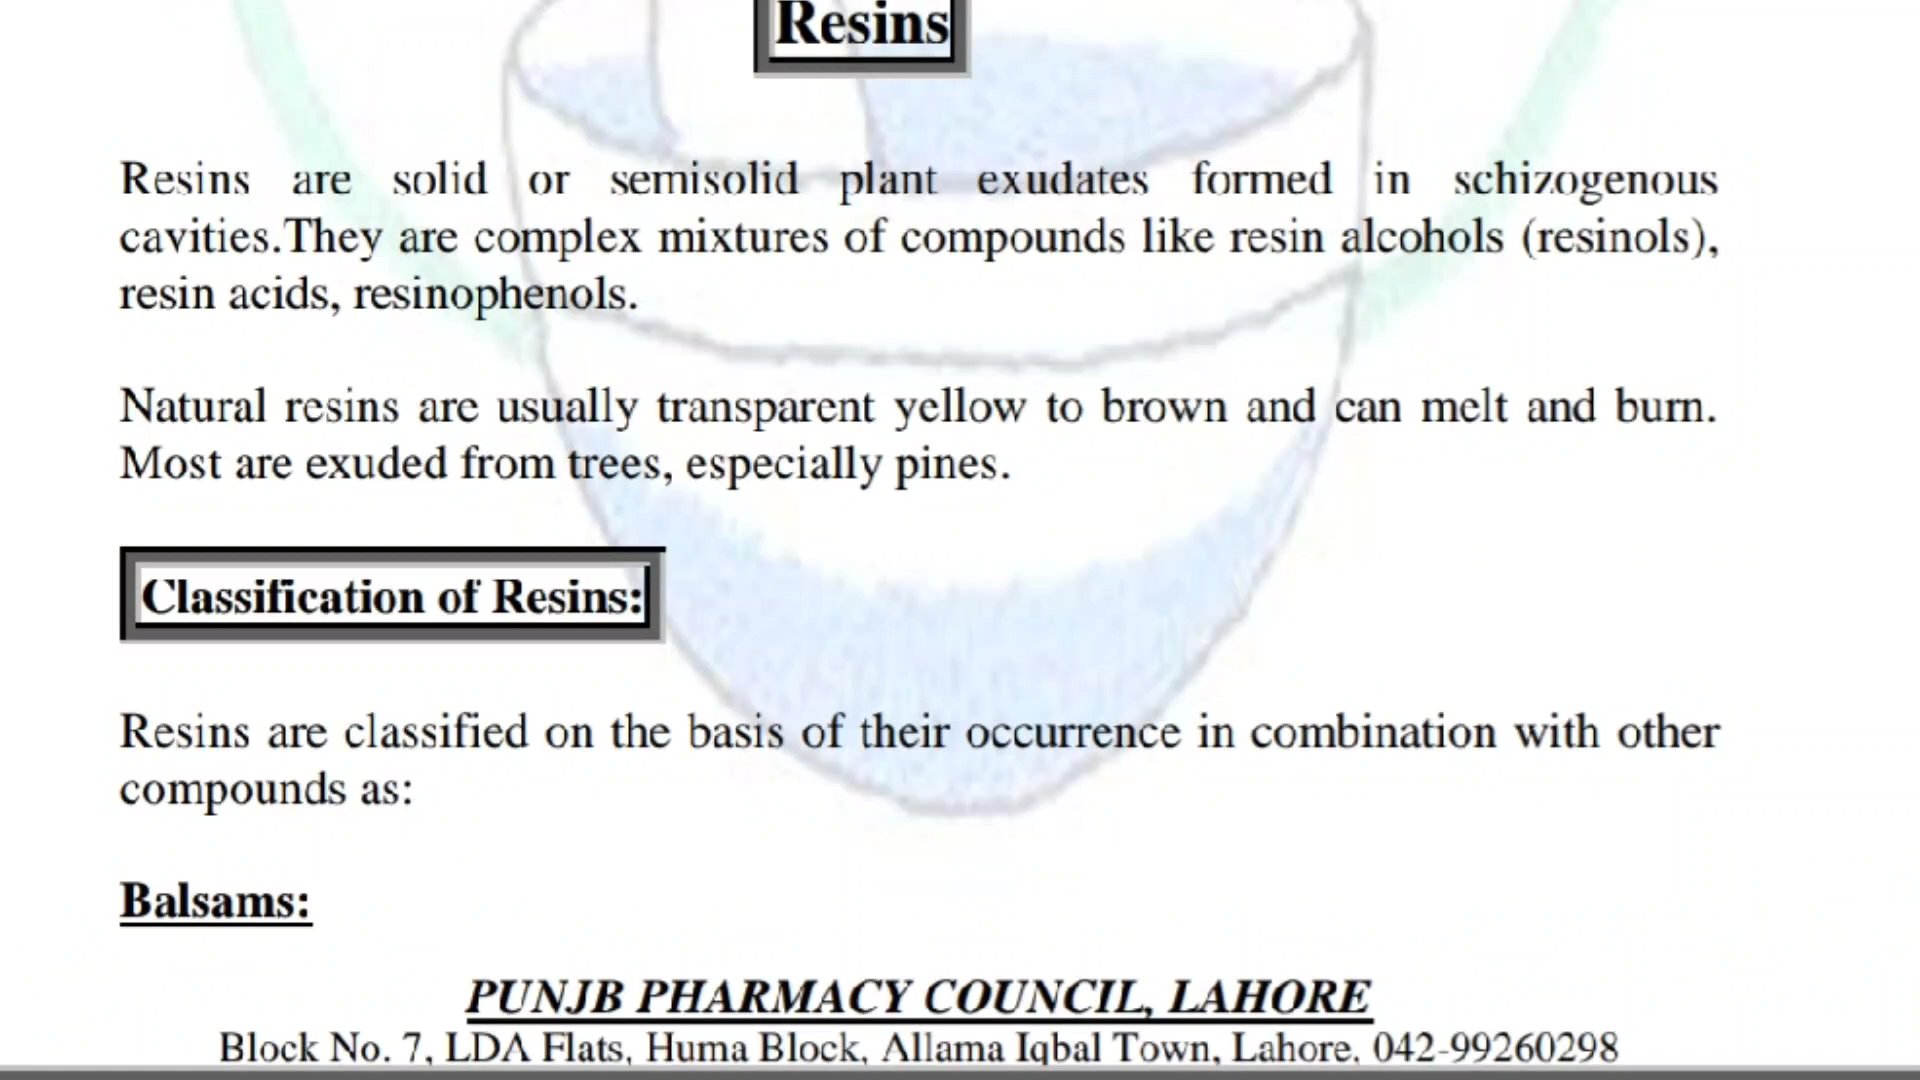 Resins
Resins are solid or semisolid plant exudates formed in schizogenous
cavities.They are complex mixtures of compounds like resin alcohols (resinols),
resin acids, resinophenols.
Natural resins are usually transparent yellow to brown and can melt and burn.
Most are exuded from trees, especially pines.
Classification of Resins:
Resins are classified on the basis of their occurrence in combination with other
compounds as:
Balsams:
PUNJB PHARMACY COUNCIL, LAHORE
Block No. 7, LDA Flats, Huma Block, Allama Iqbal Town, Lahore. 042-99260298